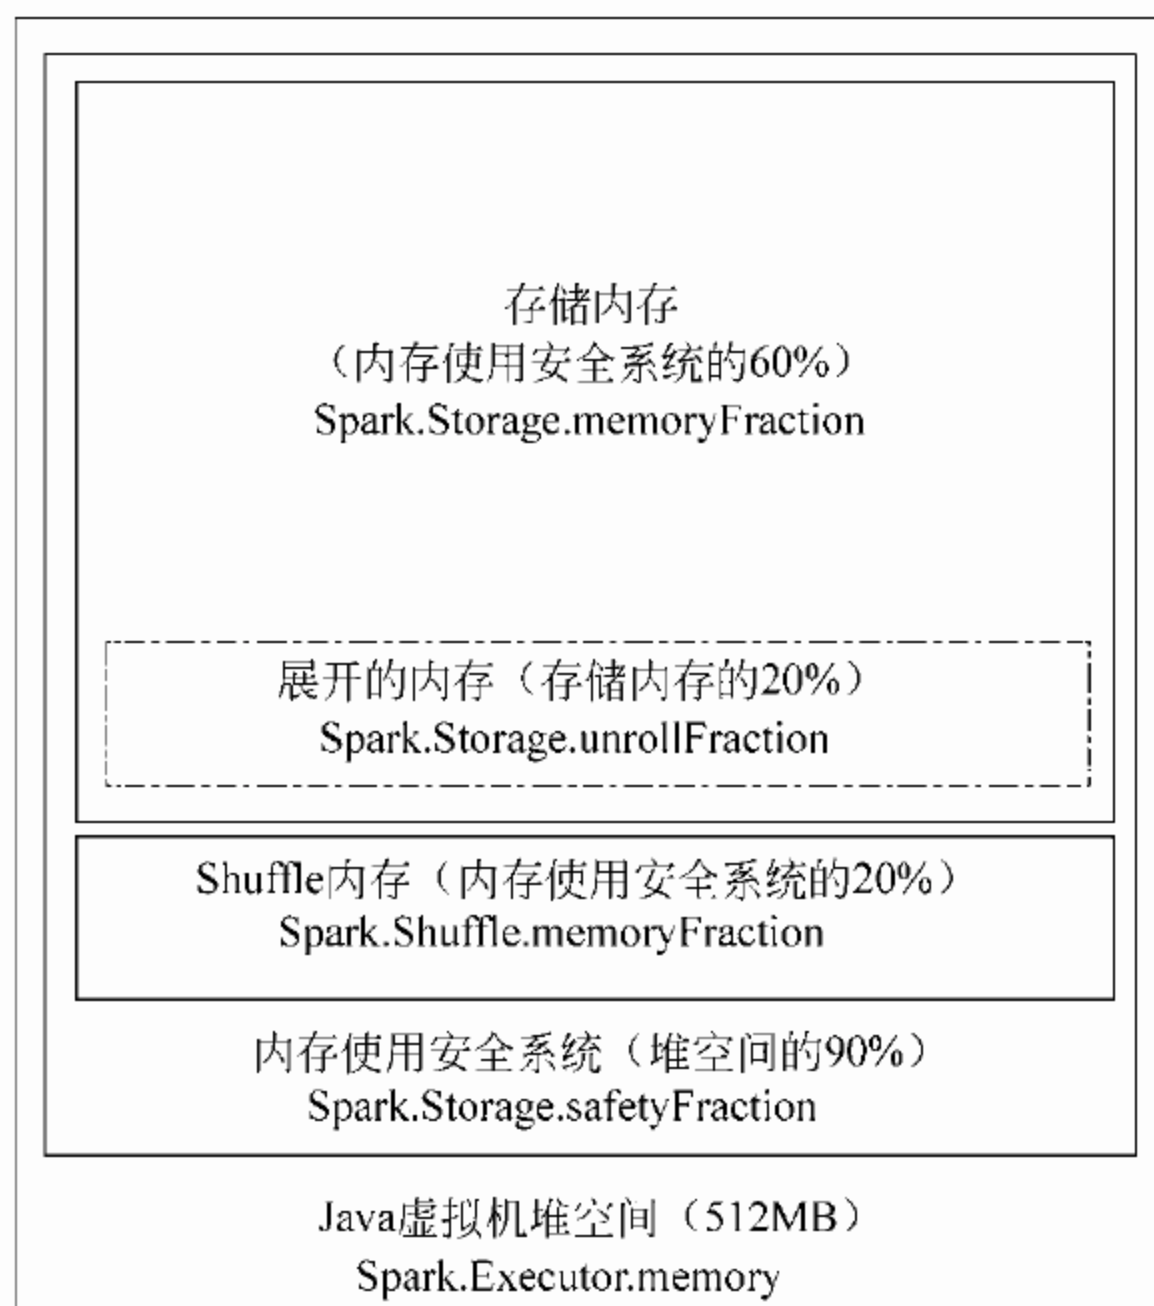 存储内存
（内存使用安全系统的60%）
Spark.Storage.memoryFraction
展开的内存（存储内存的20%）
Spark.Storage.unrollFraction
Shuffle内存（内存使用安全系统的20%）
Spark.Shuffle.memoryFraction
内存使用安全系统（堆空间的90%）
Spark.Storage.safetyFraction
Java虚拟机堆空间（512MB）
Spark.Executor.memory